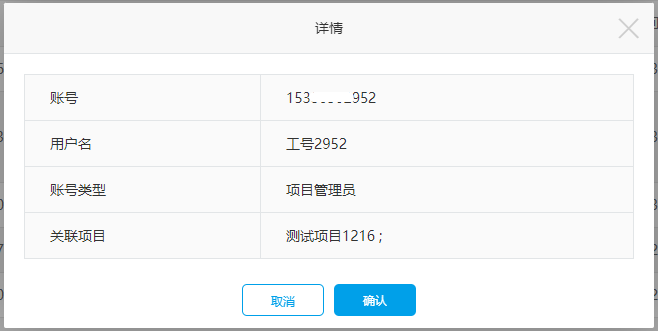 详情
账号 153
952
用户名 工号2952
账号类型 项目管理员
关联项目 测试项目1216 ;
取消 确认